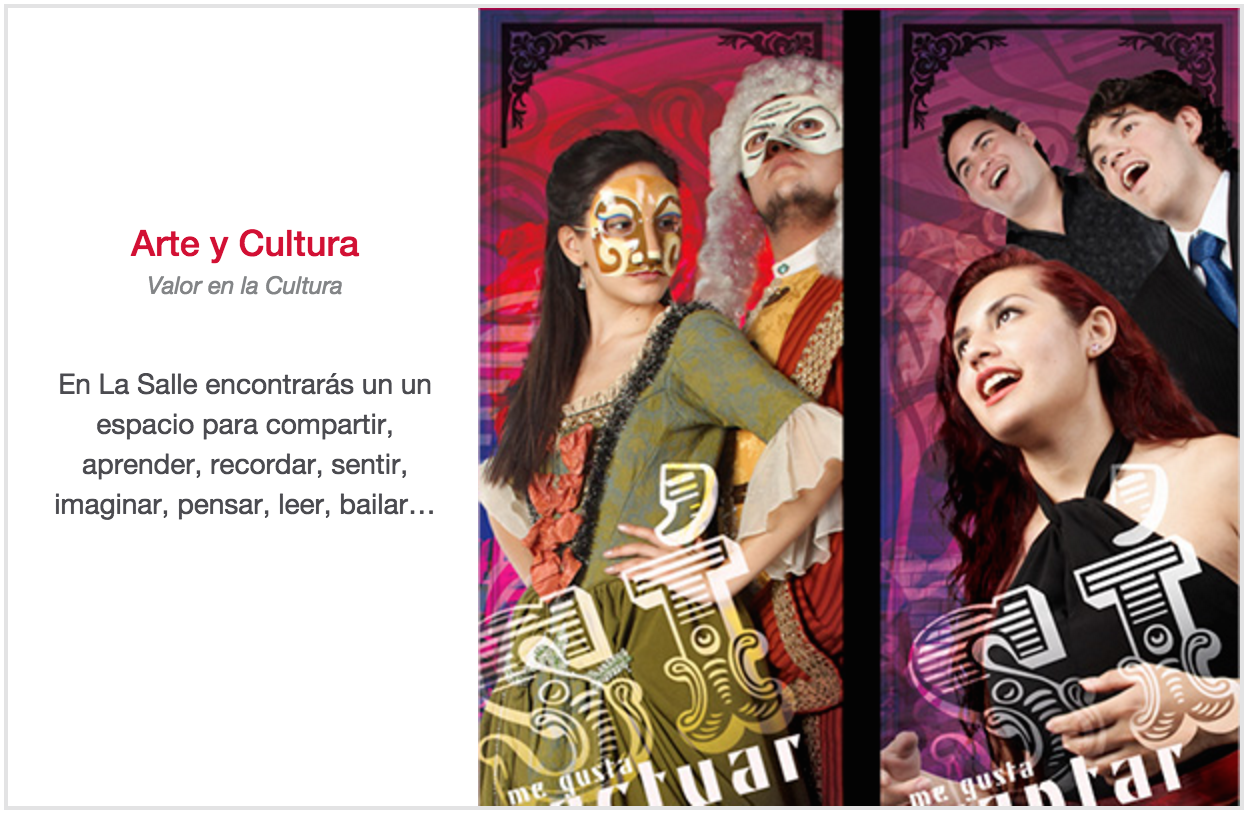 Arte y Cultura
Valor en la Cultura
En La Salle encontrarás un un
espacio para compartir,
aprender, recordar, sentir,
imaginar, pensar, leer, bailar…
me gusta
actuar
me gusta
cantar